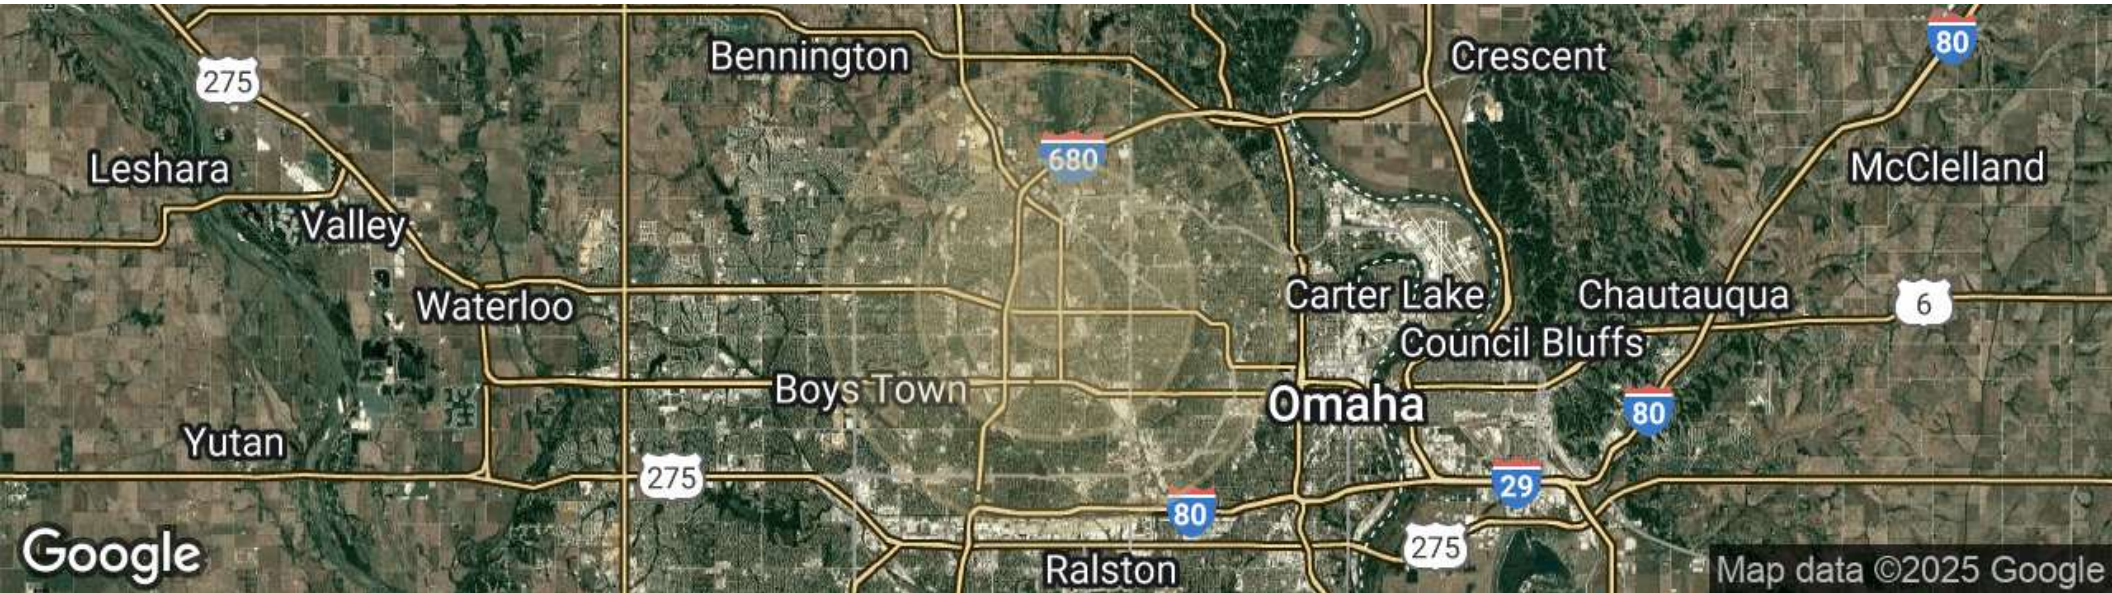 Bennington
Crescent
80
275
680
Leshara
McClelland
Valley
Waterloo
Carter Lake
Chautauqua
6
Council Bluffs
Boys Town
Omaha
80
Yutan
275
29
80
275
Google
Ralston
Map data ©2025 Google